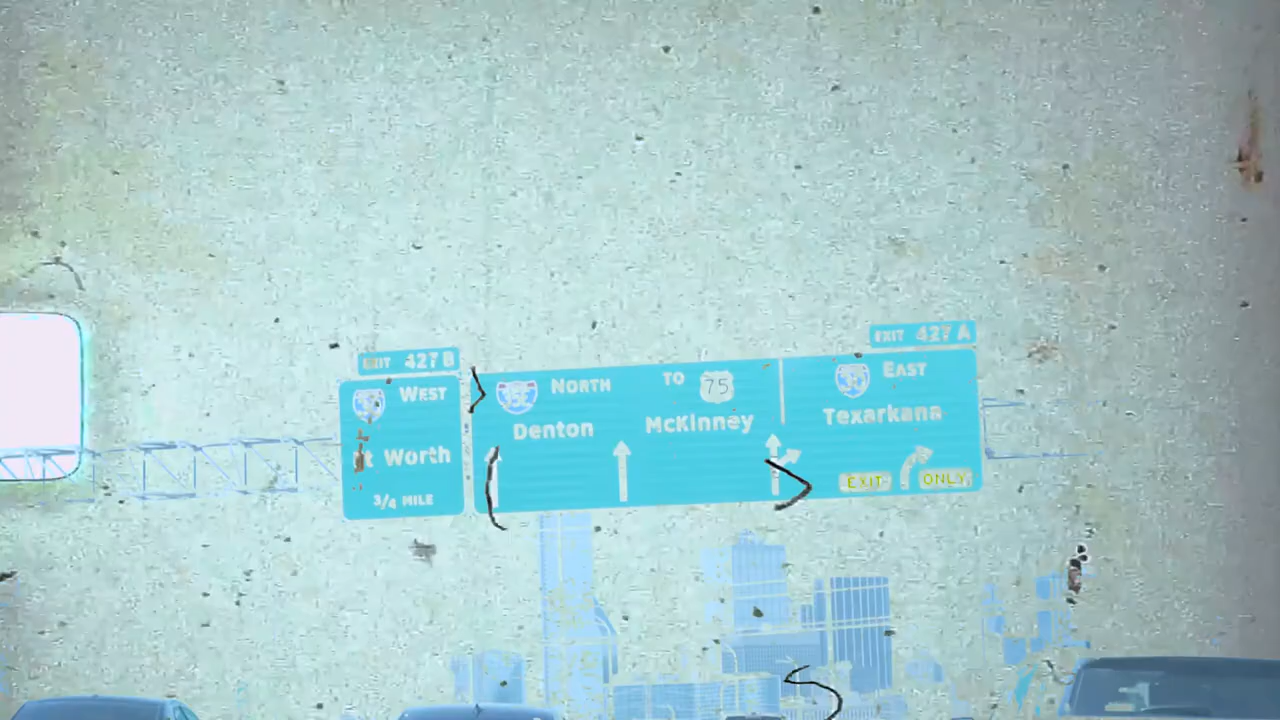 EXIT 427 B
WEST
t Worth
3/4 MILE
NORTH
TO 75
Denton
McKinney
EXIT 427 A
EAST
Texarkana
EXIT ONLY